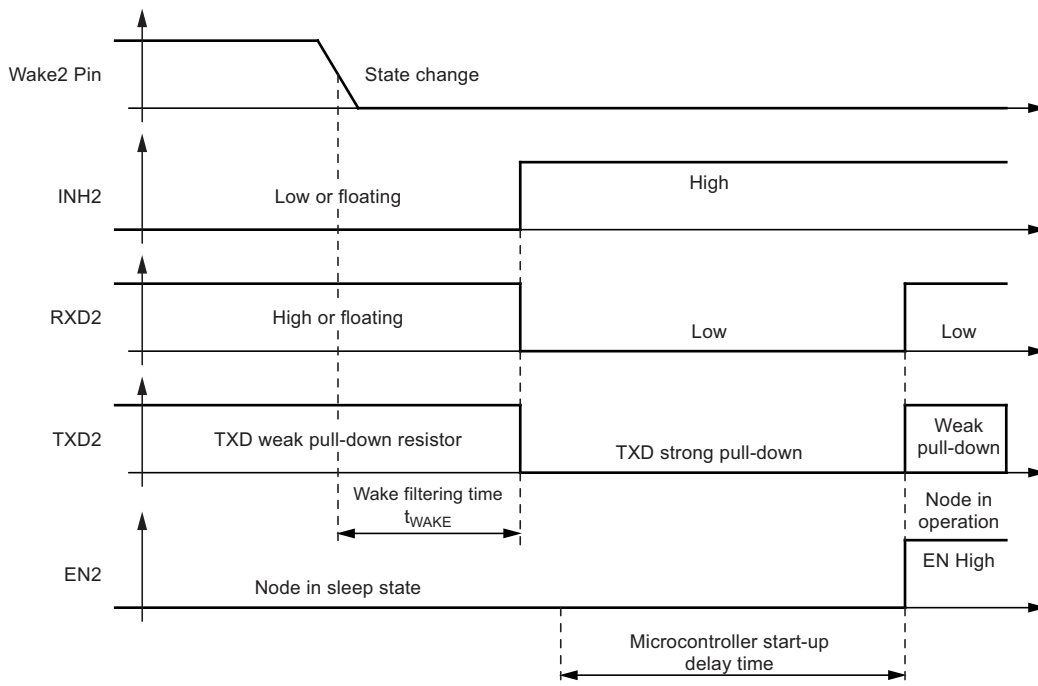 Wake2 Pin
State change
INH2
Low or floating
High
RXD2
High or floating
Low
Low
TXD2
TXD weak pull-down resistor
TXD strong pull-down
Weak
pull-down
Wake filtering time
tWAKE
Node in
operation
EN2
Node in sleep state
EN High
Microcontroller start-up
delay time